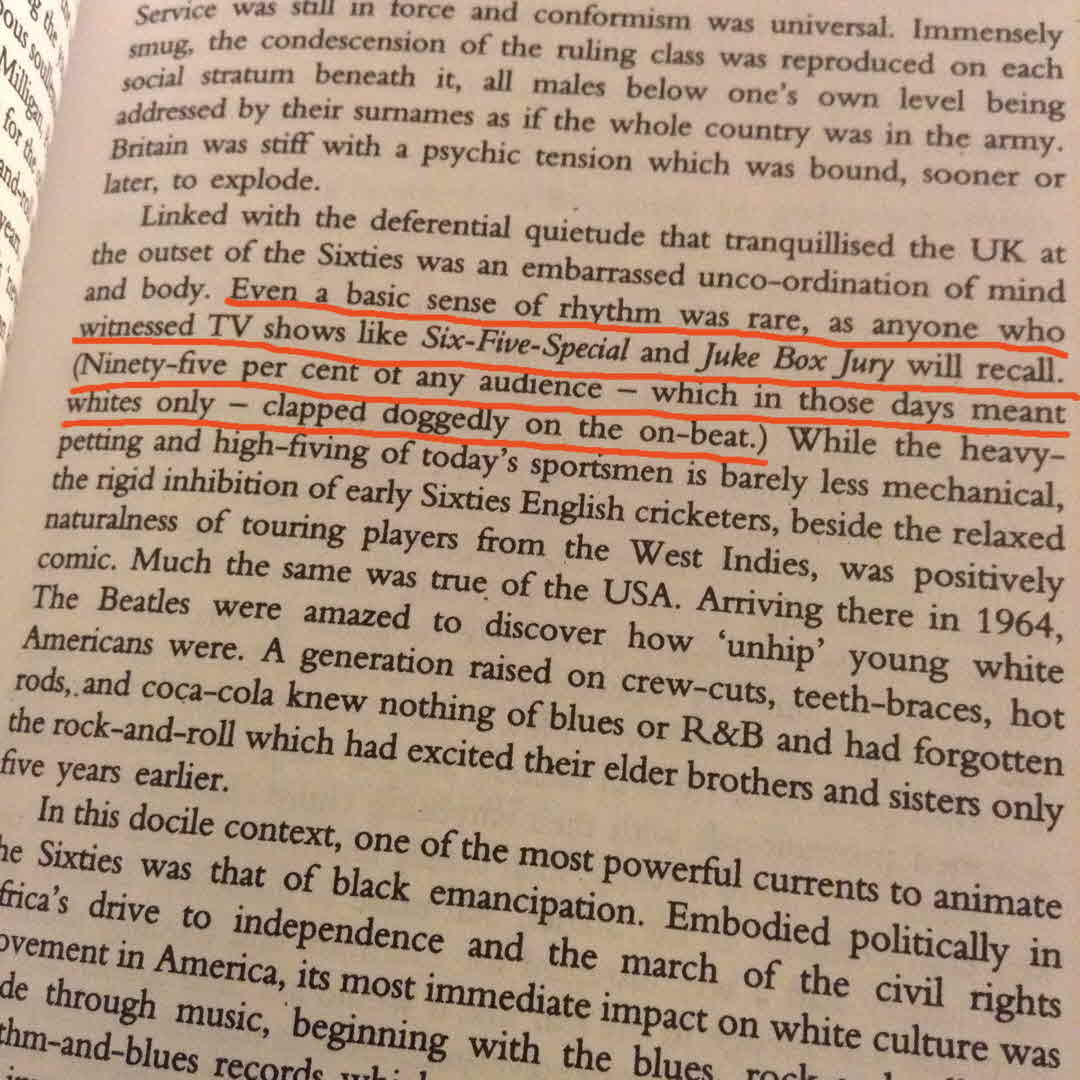 Service was still in force and conformism was universal. Immensely
smug, the condescension of the ruling class was reproduced on each
social stratum beneath it, all males below one's own level being
addressed by their surnames as if the whole country was in the army.
Britain was stiff with a psychic tension which was bound, sooner or
later, to explode.
Linked with the deferential quietude that tranquillised the UK at
the outset of the Sixties was an embarrassed unco-ordination of mind
and body. Even a basic sense of rhythm was rare, as anyone who
witnessed TV shows like Six-Five-Special and Juke Box Jury will recall.
(Ninety-five per cent of any audience – which in those days meant
whites only – clapped doggedly on the on-beat.) While the heavy-
petting and high-fiving of today's sportsmen is barely less mechanical,
the rigid inhibition of early Sixties English cricketers, beside the relaxed
naturalness of touring players from the West Indies, was positively
comic. Much the same was true of the USA. Arriving there in 1964,
The Beatles were amazed to discover how 'unhip' young white
Americans were. A generation raised on crew-cuts, teeth-braces, hot
rods, and coca-cola knew nothing of blues or R&B and had forgotten
the rock-and-roll which had excited their elder brothers and sisters only
five years earlier.
In this docile context, one of the most powerful currents to animate
he Sixties was that of black emancipation. Embodied politically in
frica's drive to independence and the march of the civil rights
ovement in America, its most immediate impact on white culture was
de through music, beginning with the blues,
thm-and-blues records